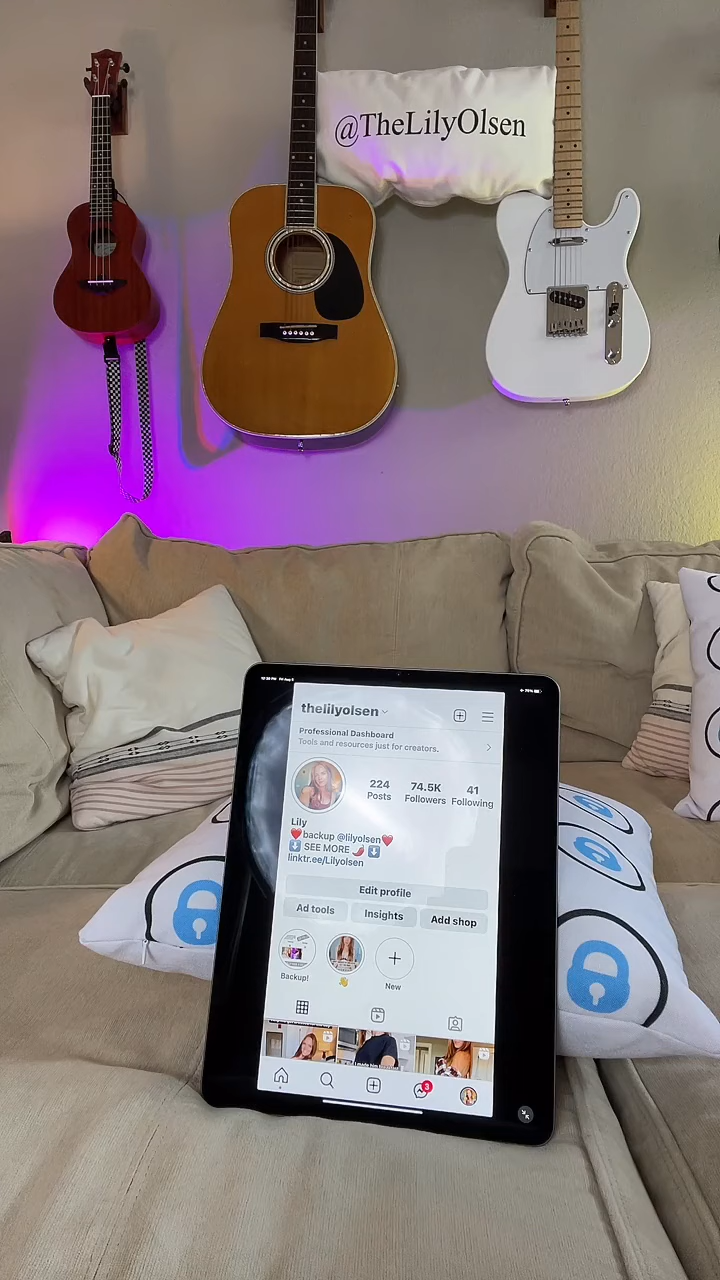 @TheLilyOlsen
thelilyolsen
Professional Dashboard
Tools and resources just for creators.
224
Posts
74.5K
Followers
41
Following
Lily
❤️backup @lilyolsen❤️
⬇️ SEE MORE 🌶️ ⬇️
linktr.ee/Lilyolsen
Edit profile
Ad tools
Insights
Add shop
Backup!
👋
New
3